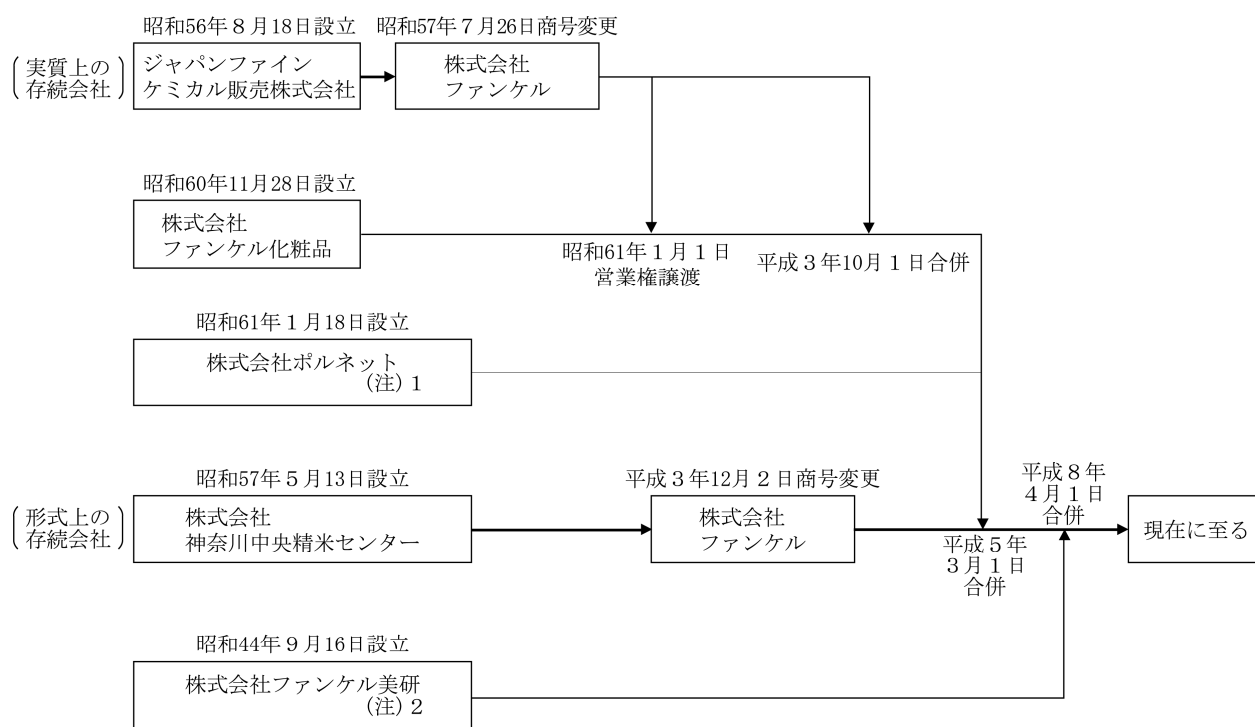 昭和56年８月18日設立
昭和57年７月26日商号変更
（実質上の
存続会社）
ジャパンファイン
ケミカル販売株式会社
株式会社
ファンケル
昭和60年11月28日設立
株式会社
ファンケル化粧品
昭和61年１月１日
営業権譲渡
平成３年10月１日合併
昭和61年１月18日設立
株式会社ポルネット
(注)１
昭和57年５月13日設立
平成３年12月２日商号変更
平成８年
４月１日
合併
（形式上の
存続会社）
株式会社
神奈川中央精米センター
株式会社
ファンケル
現在に至る
平成５年
３月１日
合併
昭和44年９月16日設立
株式会社ファンケル美研
(注)２